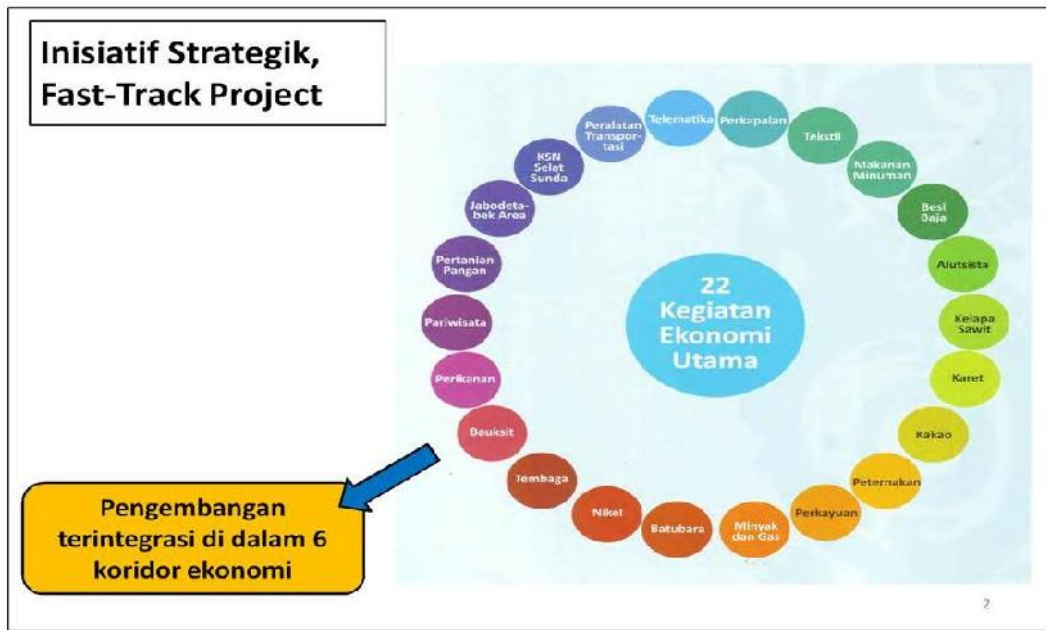 Inisiatif Strategik,
Fast-Track Project
Telematika
Perkapalan
Tekstil
Makanan
Minuman
Besi
Baja
Alutsista
Kelapa
Sawit
Karet
Kakao
Peternakan
Perkayuan
Minyak
dan Gas
Batubara
Nikel
Tembaga
Bauksit
Perikanan
Pariwisata
Pertanian
Pangan
Jabodeta-
bek Area
KSN
Selat
Sunda
Peralatan
Transpor-
tasi
22
Kegiatan
Ekonomi
Utama
Pengembangan
terintegrasi di dalam 6
koridor ekonomi
2